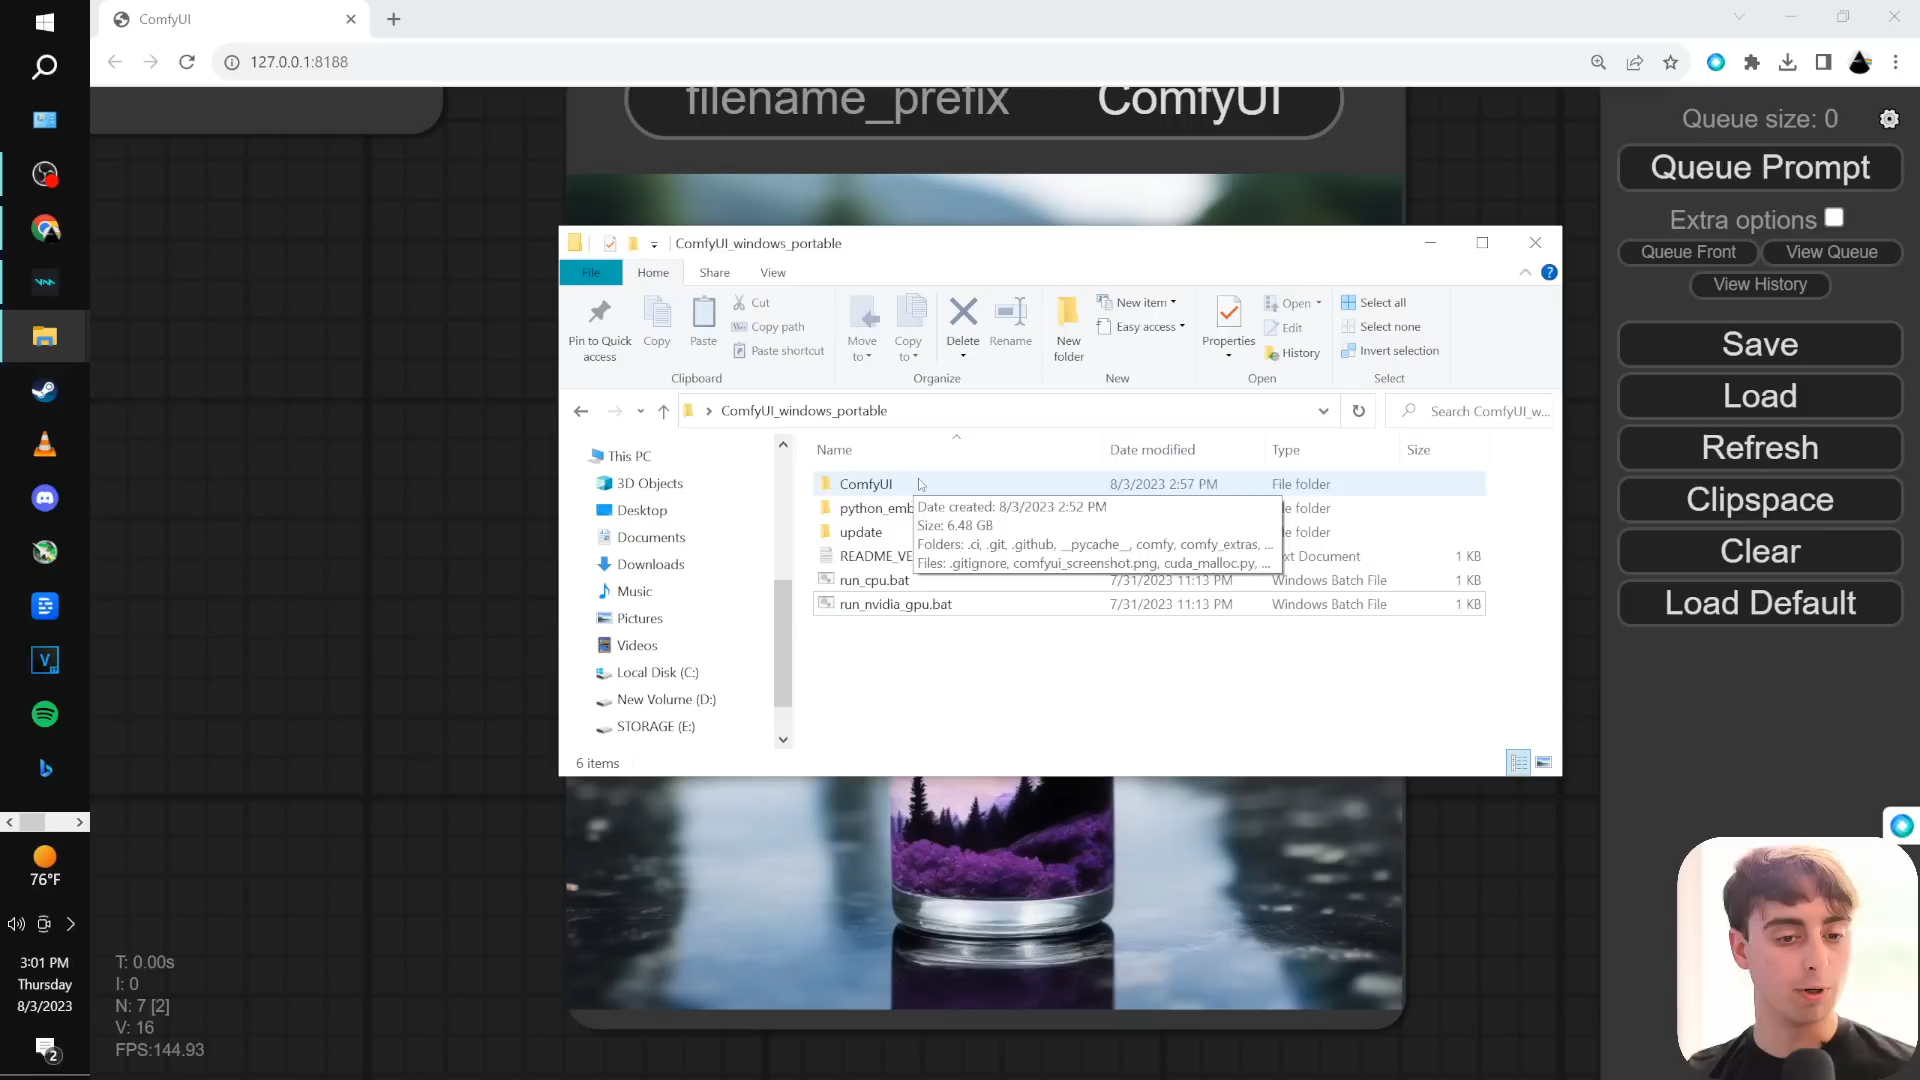 ComfyUI
127.0.0.1:8188
filename_prefix ComfyUI
Queue size: 0
Queue Prompt
Extra options
Queue Front View Queue
View History
Save
Load
Refresh
Clipspace
Clear
Load Default
ComfyUI_windows_portable
File Home Share View
Pin to Quick access
Copy
Paste
Cut
Copy path
Paste shortcut
Clipboard
Move to
Copy to
Delete
Rename
Organize
New folder
New item
Easy access
New
Properties
Open
Edit
History
Open
Select all
Select none
Invert selection
Select
ComfyUI_windows_portable
Search ComfyUI_w...
This PC
3D Objects
Desktop
Documents
Downloads
Music
Pictures
Videos
Local Disk (C:)
New Volume (D:)
STORAGE (E:)
Name Date modified Type Size
ComfyUI 8/3/2023 2:57 PM File folder
python_emb le folder
update le folder
README_VE xt Document 1 KB
run_cpu.bat 7/31/2023 11:13 PM Windows Batch File 1 KB
run_nvidia_gpu.bat 7/31/2023 11:13 PM Windows Batch File 1 KB
Date created: 8/3/2023 2:52 PM
Size: 6.48 GB
Folders: .ci, .git, .github, __pycache__, comfy, comfy_extras, ...
Files: .gitignore, comfyui_screenshot.png, cuda_malloc.py, ...
6 items
76°F
3:01 PM
Thursday
8/3/2023
2
T: 0.00s
I: 0
N: 7 [2]
V: 16
FPS:144.93